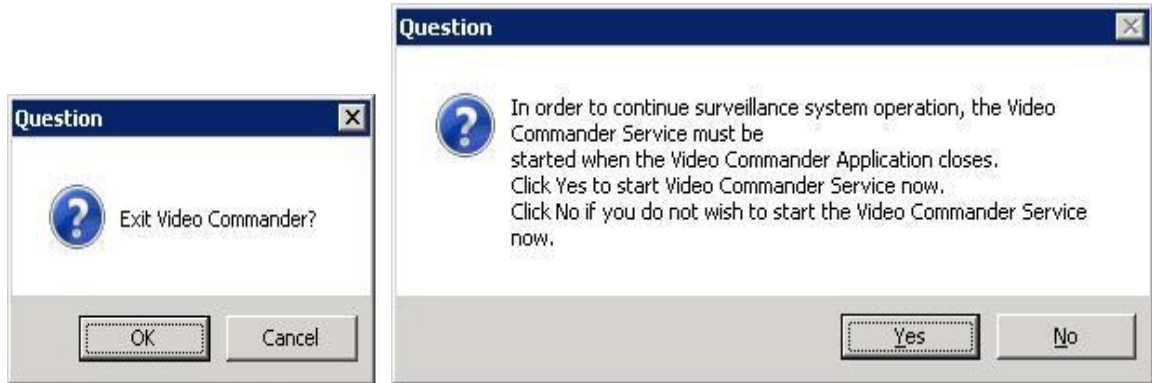 Question
Exit Video Commander?
OK
Cancel
Question
In order to continue surveillance system operation, the Video
Commander Service must be
started when the Video Commander Application closes.
Click Yes to start Video Commander Service now.
Click No if you do not wish to start the Video Commander Service
now.
Yes
No